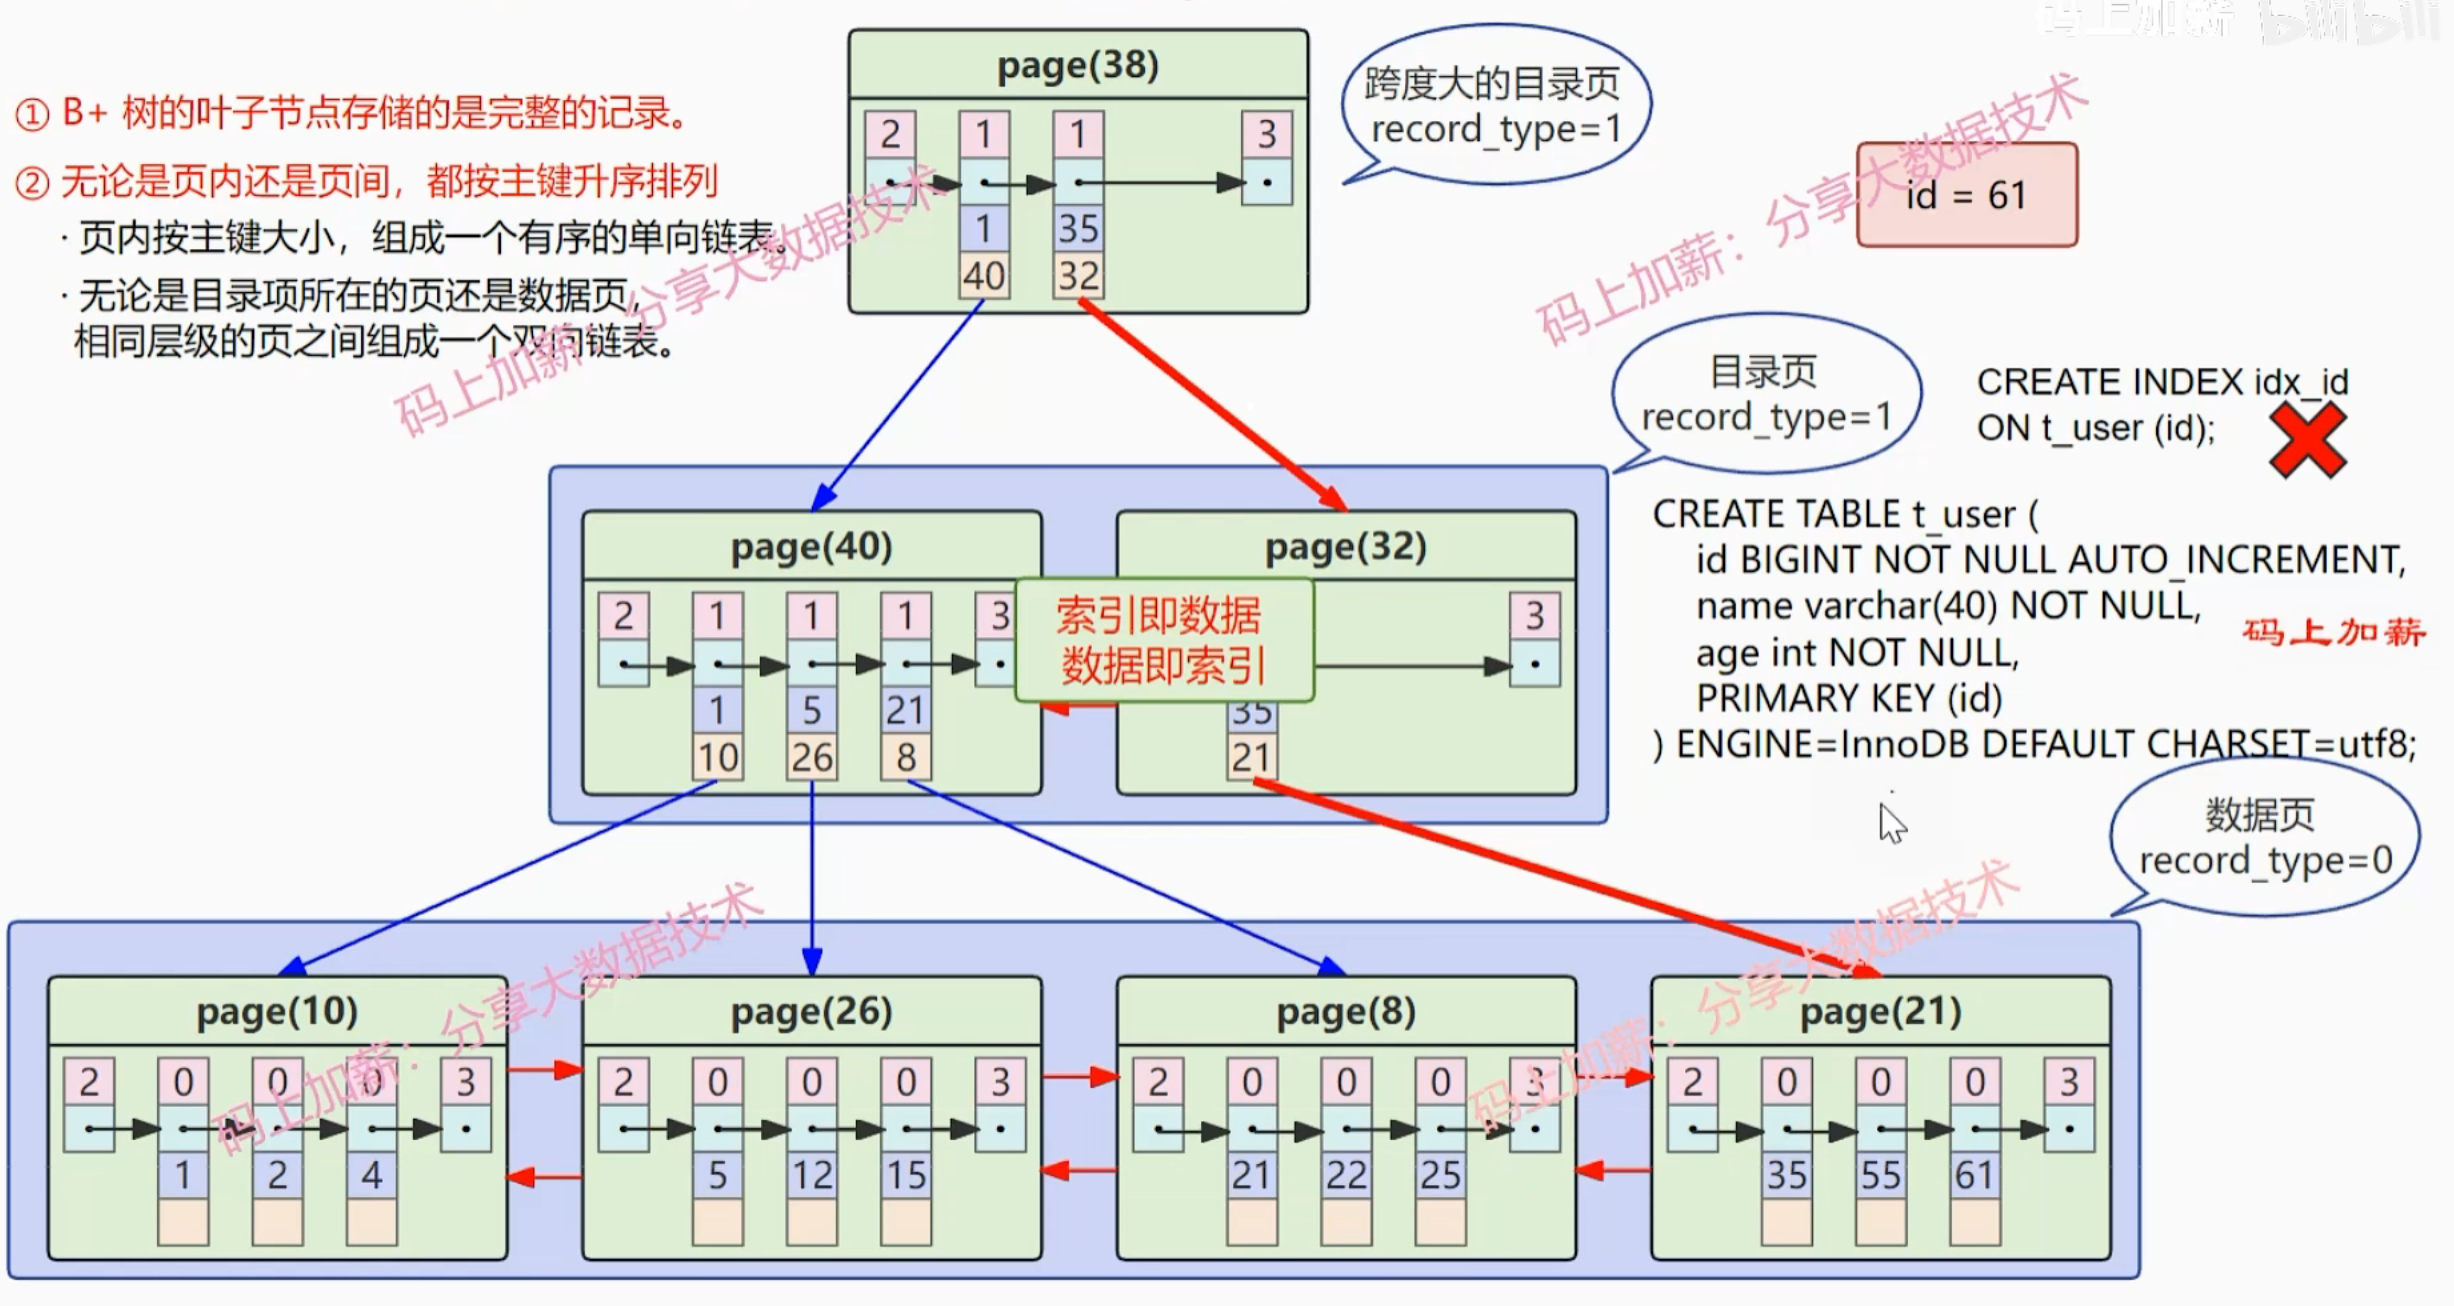 码上加薪 bilibili
page(38)
2 1 1 3
1 35
40 32
跨度大的目录页
record_type=1
① B+ 树的叶子节点存储的是完整的记录。
② 无论是页内还是页间，都按主键升序排列
· 页内按主键大小，组成一个有序的单向链表。
· 无论是目录项所在的页还是数据页，
相同层级的页之间组成一个双向链表。
码上加薪：分享大数据技术
id = 61
码上加薪：分享大数据技术
目录页
record_type=1
CREATE INDEX idx_id
ON t_user (id);
CREATE TABLE t_user (
id BIGINT NOT NULL AUTO_INCREMENT,
name varchar(40) NOT NULL,
age int NOT NULL,
PRIMARY KEY (id)
) ENGINE=InnoDB DEFAULT CHARSET=utf8;
码上加薪
page(40)
2 1 1 1 3
1 5 21
10 26 8
索引即数据
数据即索引
page(32)
3
35
21
数据页
record_type=0
码上加薪：分享大数据技术
码上加薪：分享大数据技术
page(10)
2 0 0 0 3
1 2 4
page(26)
2 0 0 0 3
5 12 15
page(8)
2 0 0 0 3
21 22 25
page(21)
2 0 0 0 3
35 55 61